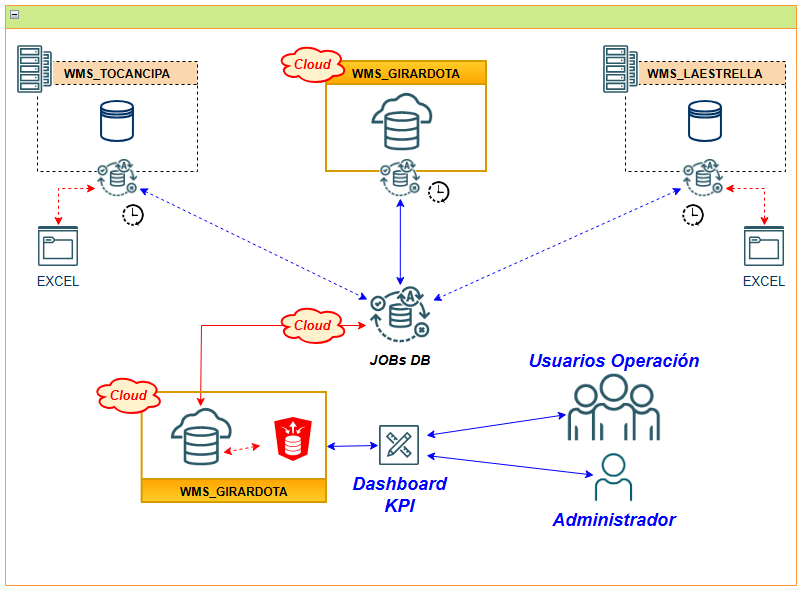 WMS_TOCANCIPA
Cloud
WMS_GIRARDOTA
WMS_LAESTRELLA
A
A
A
EXCEL
EXCEL
A
Cloud
JOBs DB
Usuarios Operación
Cloud
WMS_GIRARDOTA
Dashboard
KPI
Administrador